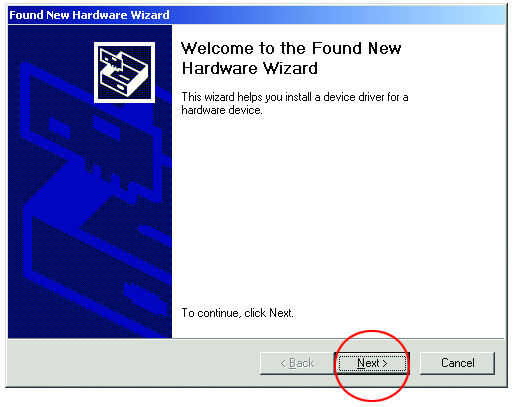 Found New Hardware Wizard
Welcome to the Found New
Hardware Wizard
This wizard helps you install a device driver for a
hardware device.
To continue, click Next.
< Back
Next >
Cancel